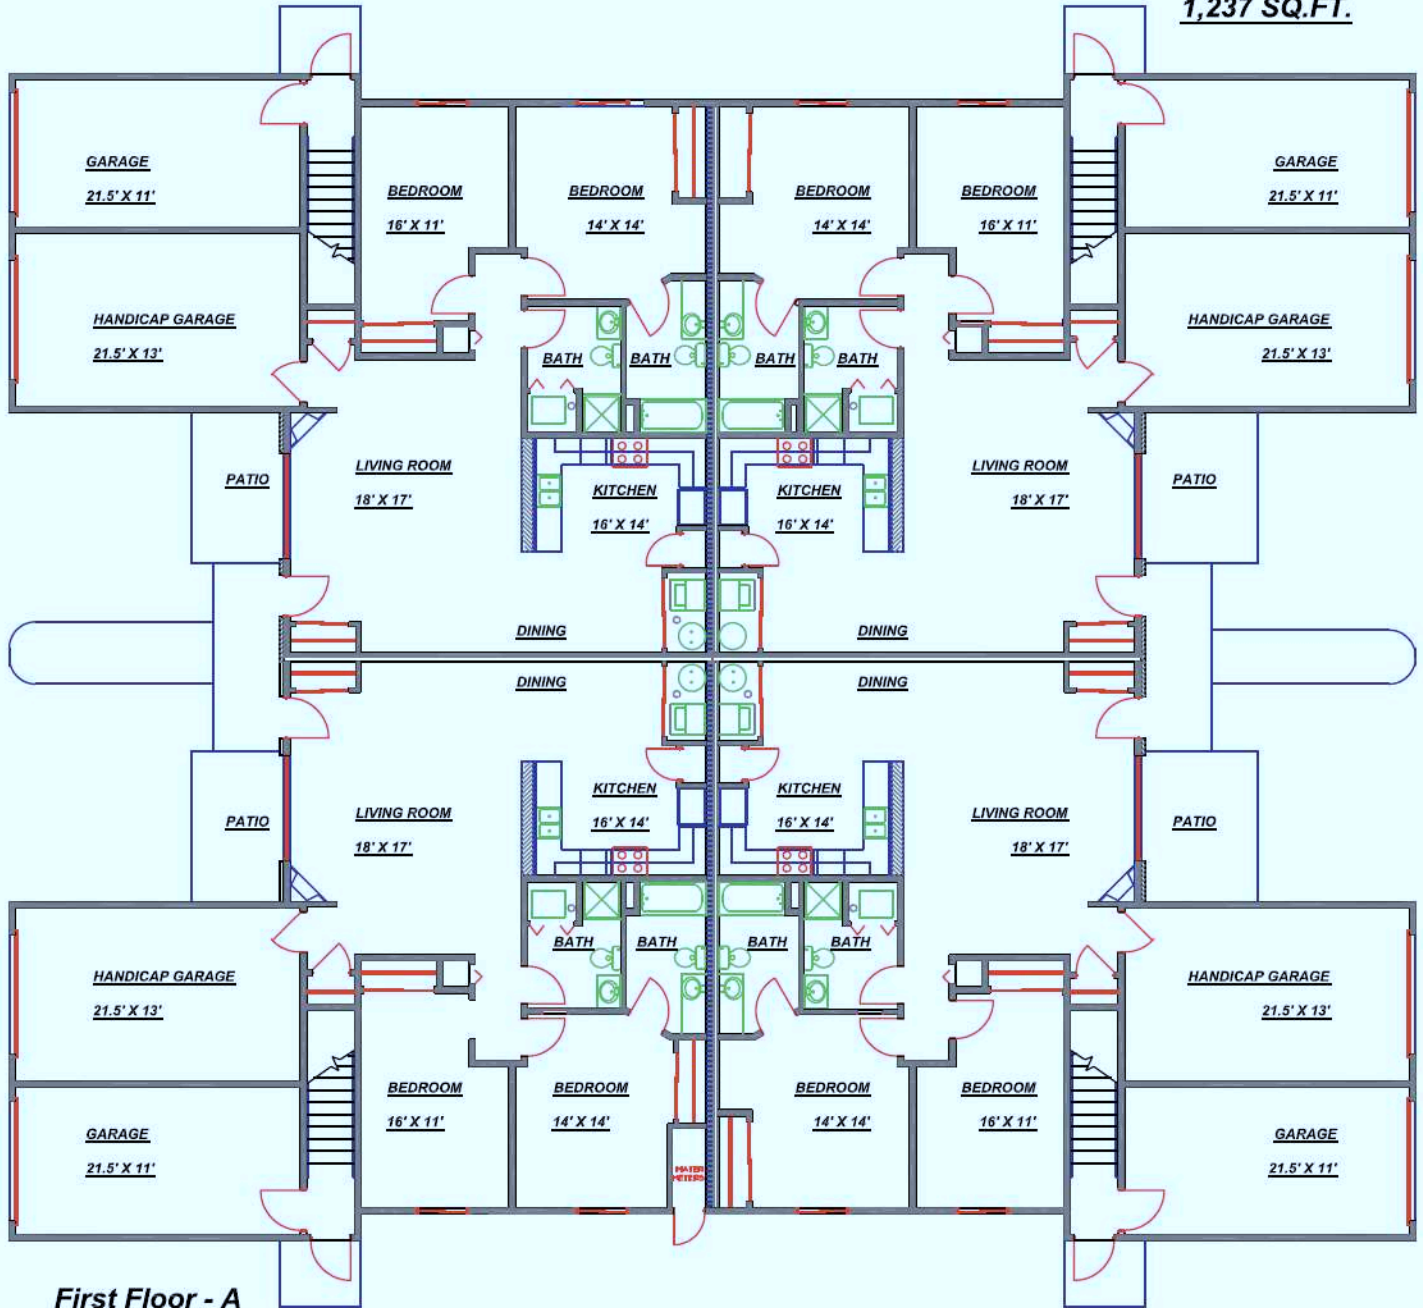 1,237 SQ.FT.
GARAGE
21.5' X 11'
BEDROOM
16' X 11'
BEDROOM
14' X 14'
BEDROOM
14' X 14'
BEDROOM
16' X 11'
GARAGE
21.5' X 11'
HANDICAP GARAGE
21.5' X 13'
BATH
BATH
BATH
BATH
HANDICAP GARAGE
21.5' X 13'
PATIO
LIVING ROOM
18' X 17'
KITCHEN
16' X 14'
KITCHEN
16' X 14'
LIVING ROOM
18' X 17'
PATIO
DINING
DINING
DINING
DINING
PATIO
LIVING ROOM
18' X 17'
KITCHEN
16' X 14'
KITCHEN
16' X 14'
LIVING ROOM
18' X 17'
PATIO
HANDICAP GARAGE
21.5' X 13'
BATH
BATH
BATH
BATH
HANDICAP GARAGE
21.5' X 13'
BEDROOM
16' X 11'
BEDROOM
14' X 14'
BEDROOM
14' X 14'
BEDROOM
16' X 11'
GARAGE
21.5' X 11'
WATER
METERS
GARAGE
21.5' X 11'
First Floor - A